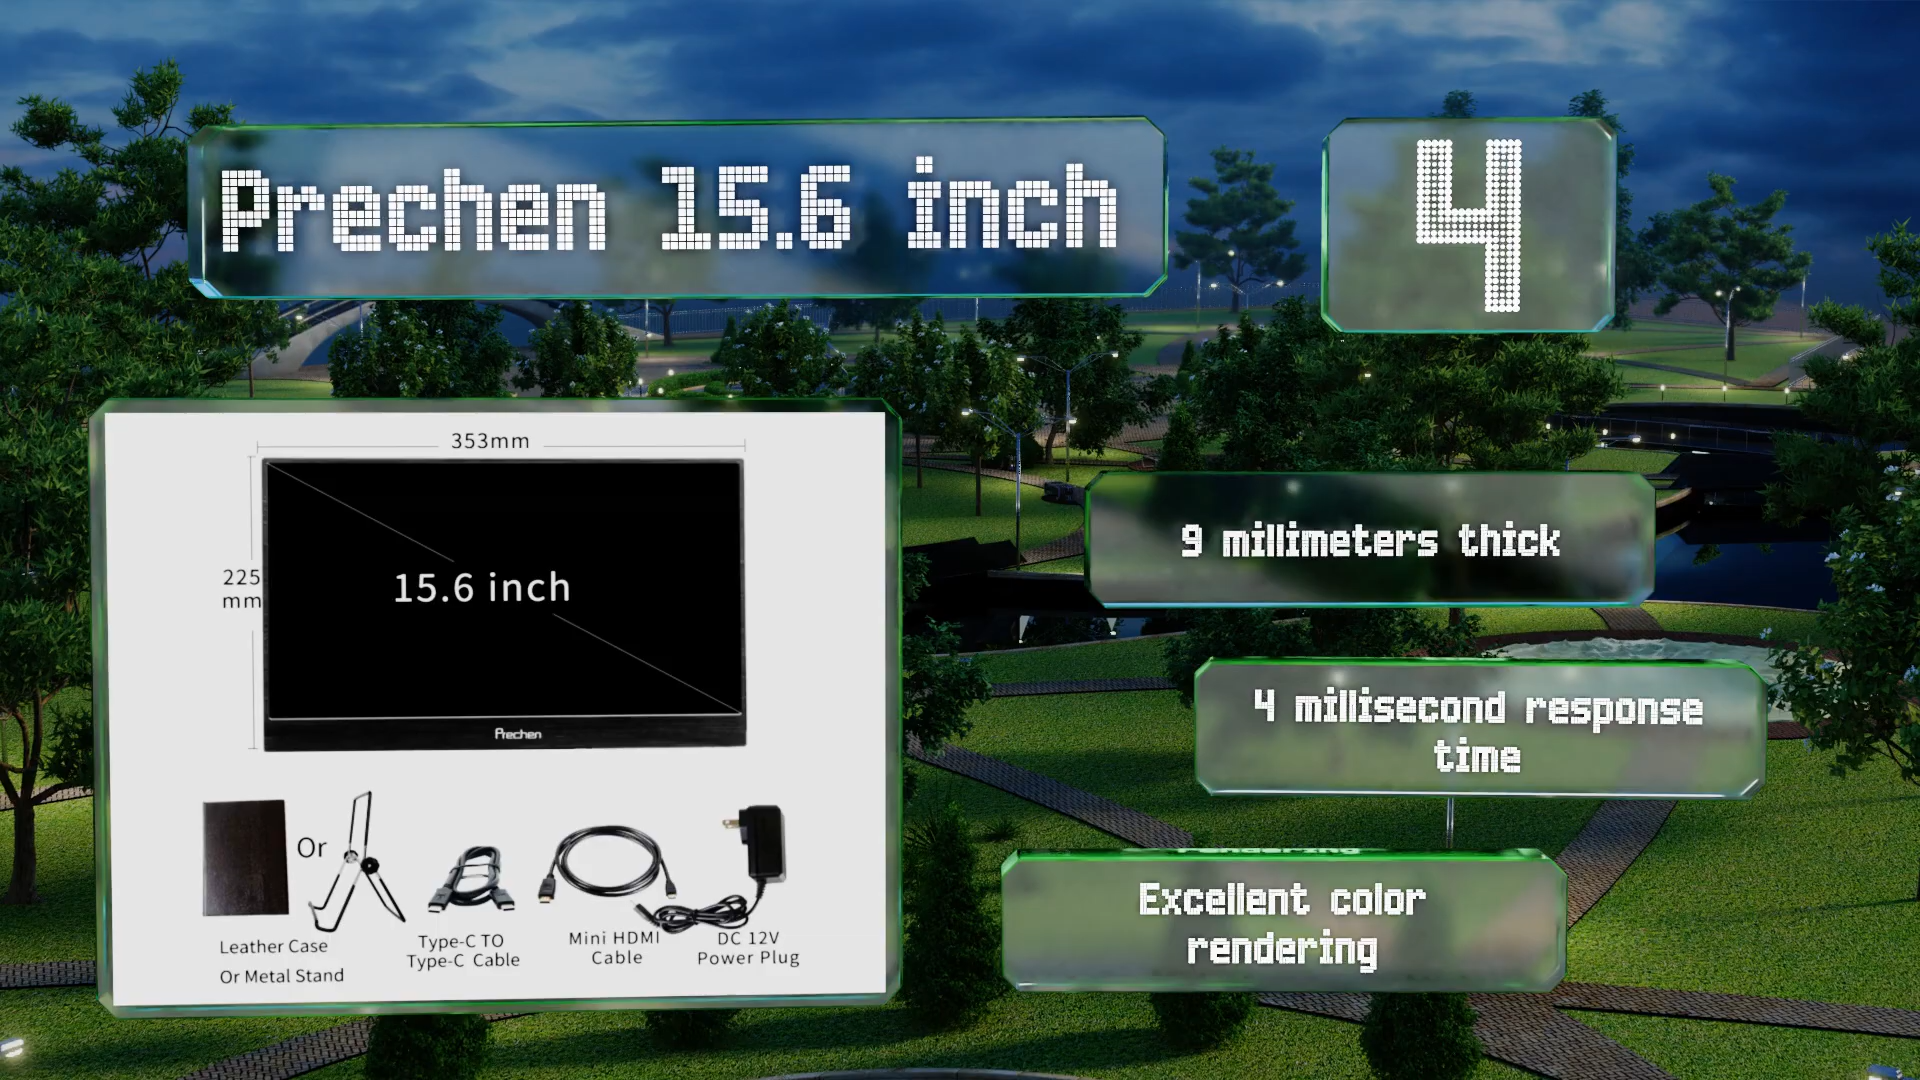 Prechen 15.6 inch
4
353mm
225
mm
15.6 inch
Prechen
Or
Leather Case
Or Metal Stand
Type-C TO
Type-C Cable
Mini HDMI
Cable
DC 12V
Power Plug
9 millimeters thick
4 millisecond response
time
rendering
Excellent color
rendering